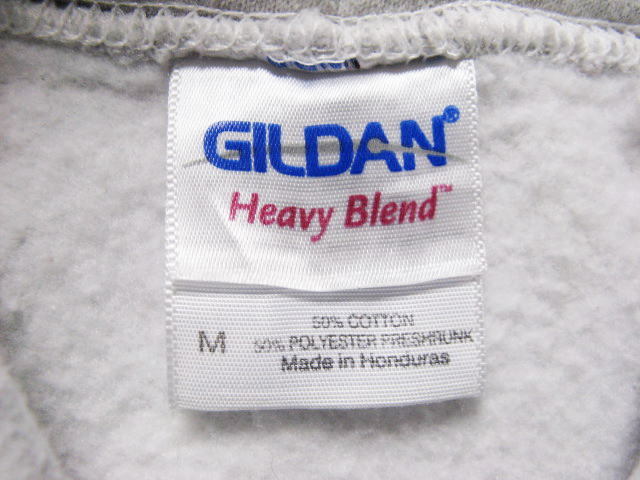 GILDAN®
Heavy Blend™
M
50% COTTON
50% POLYESTER PRESHRUNK
Made in Honduras